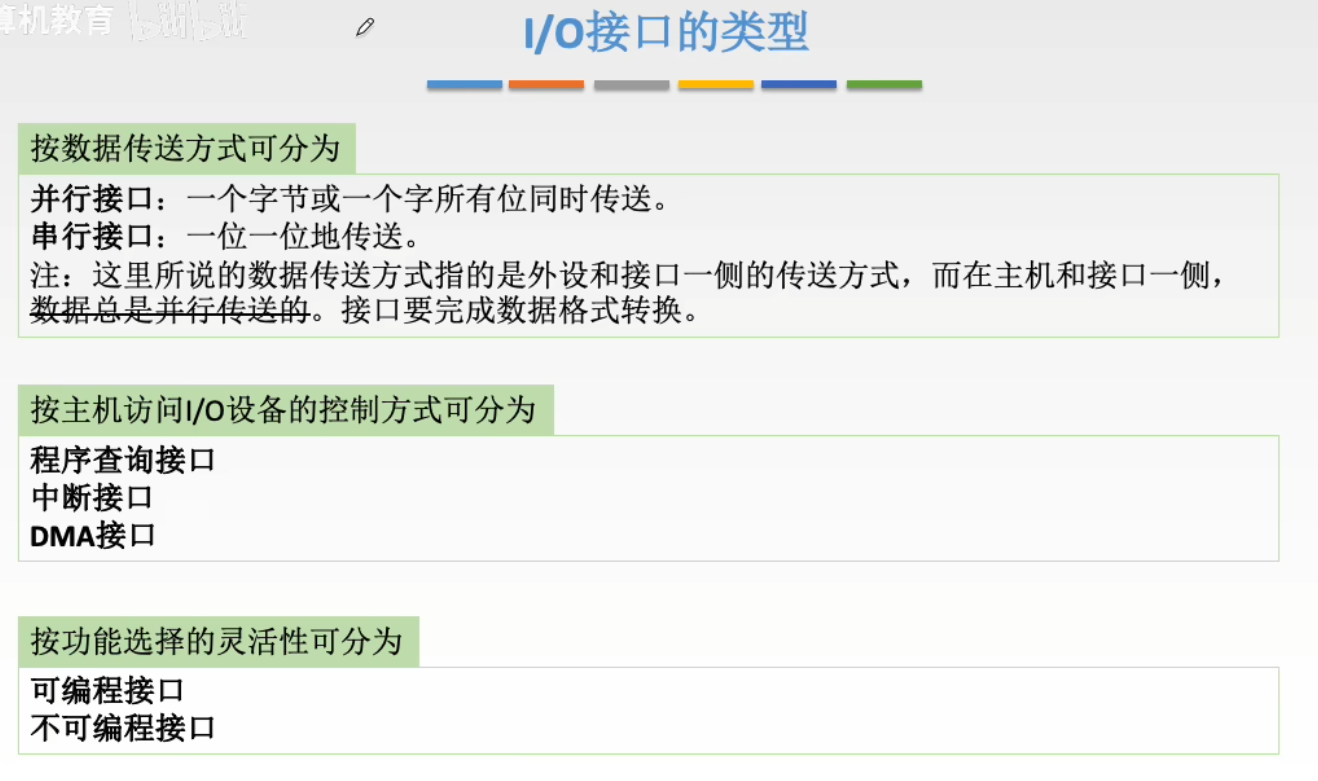 算机教育 bilibili
I/O接口的类型
按数据传送方式可分为
并行接口：一个字节或一个字所有位同时传送。
串行接口：一位一位地传送。
注：这里所说的数据传送方式指的是外设和接口一侧的传送方式，而在主机和接口一侧，
数据总是并行传送的。接口要完成数据格式转换。
按主机访问I/O设备的控制方式可分为
程序查询接口
中断接口
DMA接口
按功能选择的灵活性可分为
可编程接口
不可编程接口